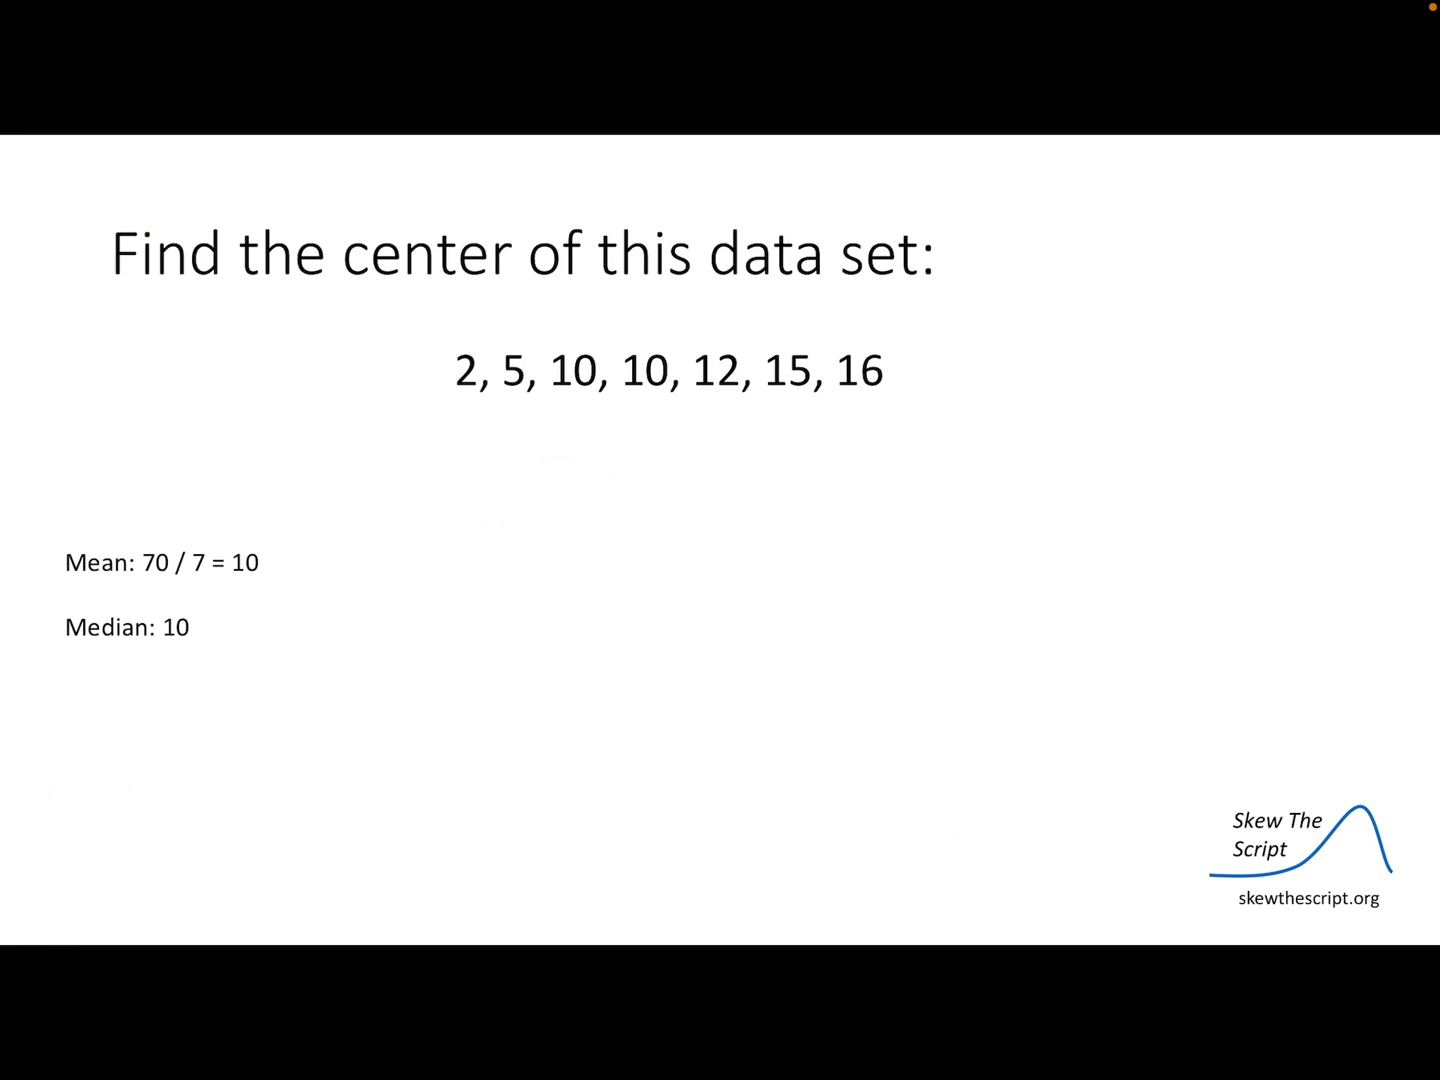 Find the center of this data set:
2, 5, 10, 10, 12, 15, 16
Mean: 70 / 7 = 10
Median: 10
Skew The
Script
skewthescript.org